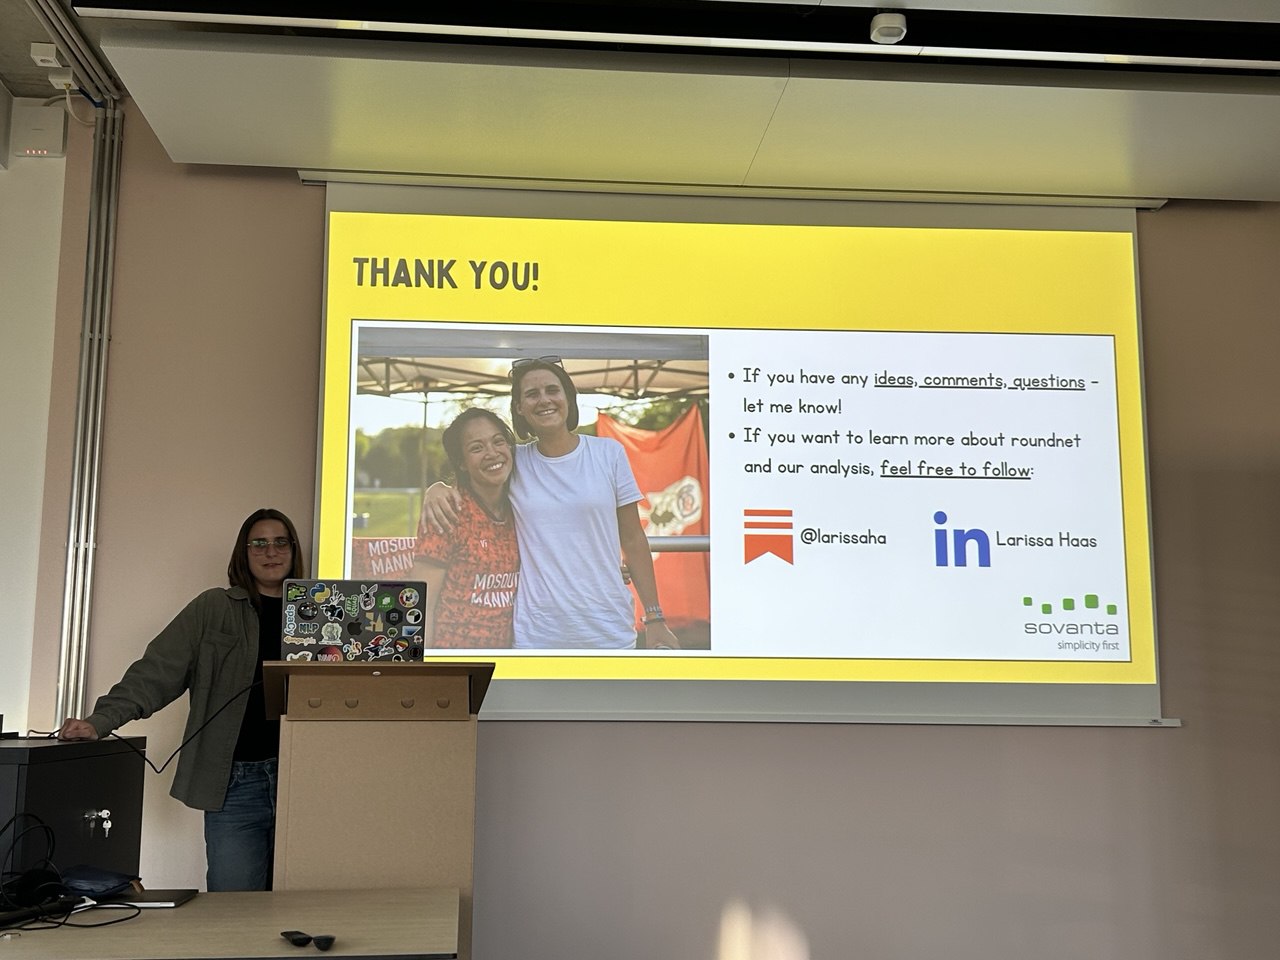 THANK YOU!
If you have any ideas, comments, questions –
let me know!
If you want to learn more about roundnet
and our analysis, feel free to follow:
@larissaha
in Larissa Haas
sovanta
simplicity first
MOSQU
MANN
MOSQU
MANN
spaCy
NLP